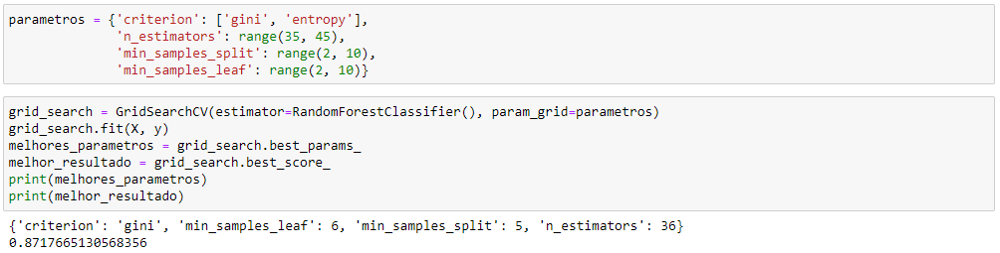 parametros = {'criterion': ['gini', 'entropy'],
              'n_estimators': range(35, 45),
              'min_samples_split': range(2, 10),
              'min_samples_leaf': range(2, 10)}
grid_search = GridSearchCV(estimator=RandomForestClassifier(), param_grid=parametros)
grid_search.fit(X, y)
melhores_parametros = grid_search.best_params_
melhor_resultado = grid_search.best_score_
print(melhores_parametros)
print(melhor_resultado)
{'criterion': 'gini', 'min_samples_leaf': 6, 'min_samples_split': 5, 'n_estimators': 36}
0.8717665130568356